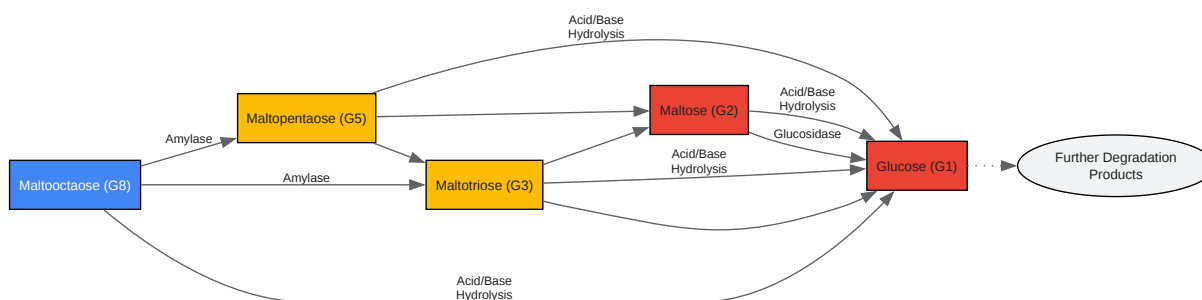 Acid/Base
Hydrolysis
Maltopentaose (G5)
Maltose (G2)
Acid/Base
Hydrolysis
Amylase
Glucosidase
Maltooctaose (G8)
Amylase
Maltotriose (G3)
Acid/Base
Hydrolysis
Glucose (G1)
Further Degradation
Products
Acid/Base
Hydrolysis